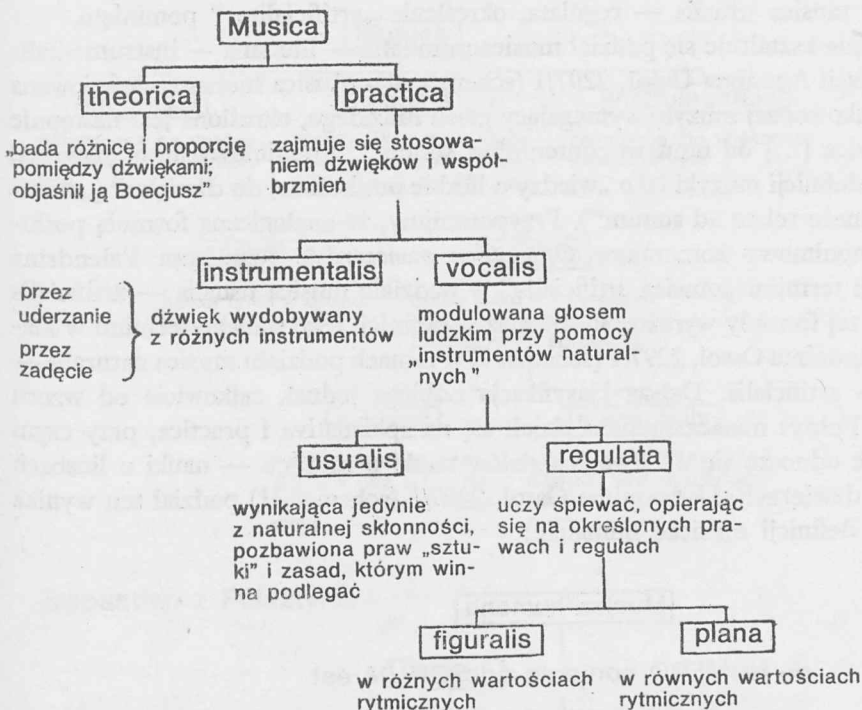 Musica
theorica
practica
„bada różnicę i proporcję
pomiędzy dźwiękami;
objaśnił ją Boecjusz”
zajmuje się stosowa-
niem dźwięków i współ-
brzmień
instrumentalis
vocalis
przez
uderzanie
przez
zadęcie
dźwięk wydobywany
z różnych instrumentów
modulowana głosem
ludzkim przy pomocy
„instrumentów natural-
nych”
usualis
regulata
wynikająca jedynie
z naturalnej skłonności,
pozbawiona praw „sztu-
ki” i zasad, którym win-
na podlegać
uczy śpiewać, opierając
się na określonych pra-
wach i regułach
figuralis
plana
w różnych wartościach
rytmicznych
w równych wartościach
rytmicznych